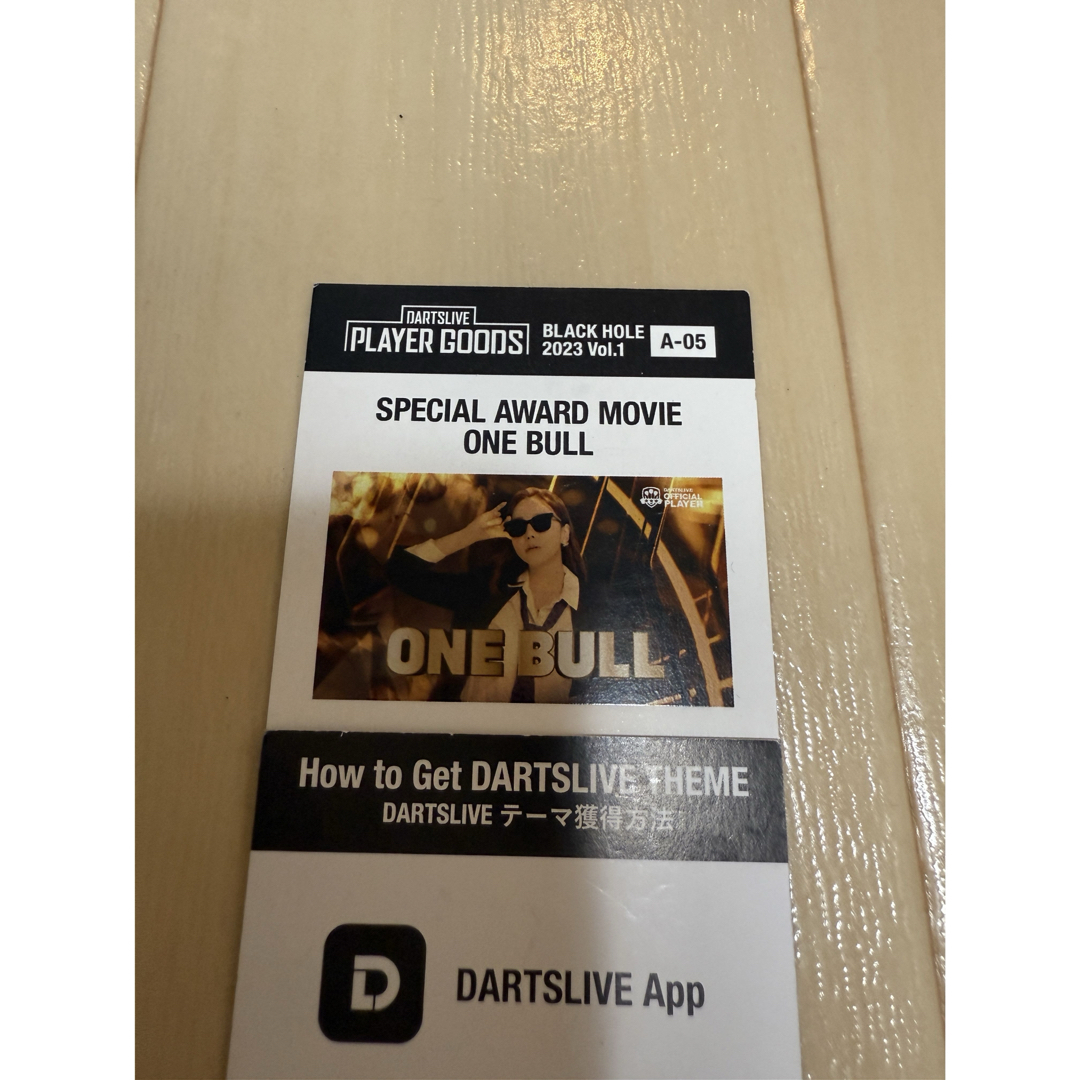 DARTSLIVE
PLAYER GOODS
BLACK HOLE
2023 Vol.1
A-05
SPECIAL AWARD MOVIE
ONE BULL
DARTSLIVE
OFFICIAL
PLAYER
ONE BULL
How to Get DARTSLIVE THEME
DARTSLIVE テーマ獲得方法
D
DARTSLIVE App